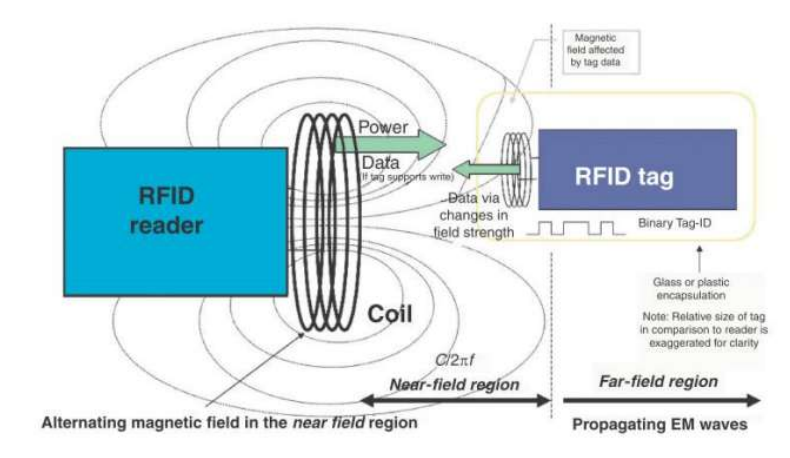 Magnetic
field affected
by tag data
Power
Data
(If tag supports write)
RFID
reader
RFID tag
Data via
changes in
field strength
Binary Tag-ID
Glass or plastic
encapsulation
Note: Relative size of tag
in comparison to reader is
exaggerated for clarity
Coil
C/2πf
Near-field region
Far-field region
Alternating magnetic field in the near field region
Propagating EM waves